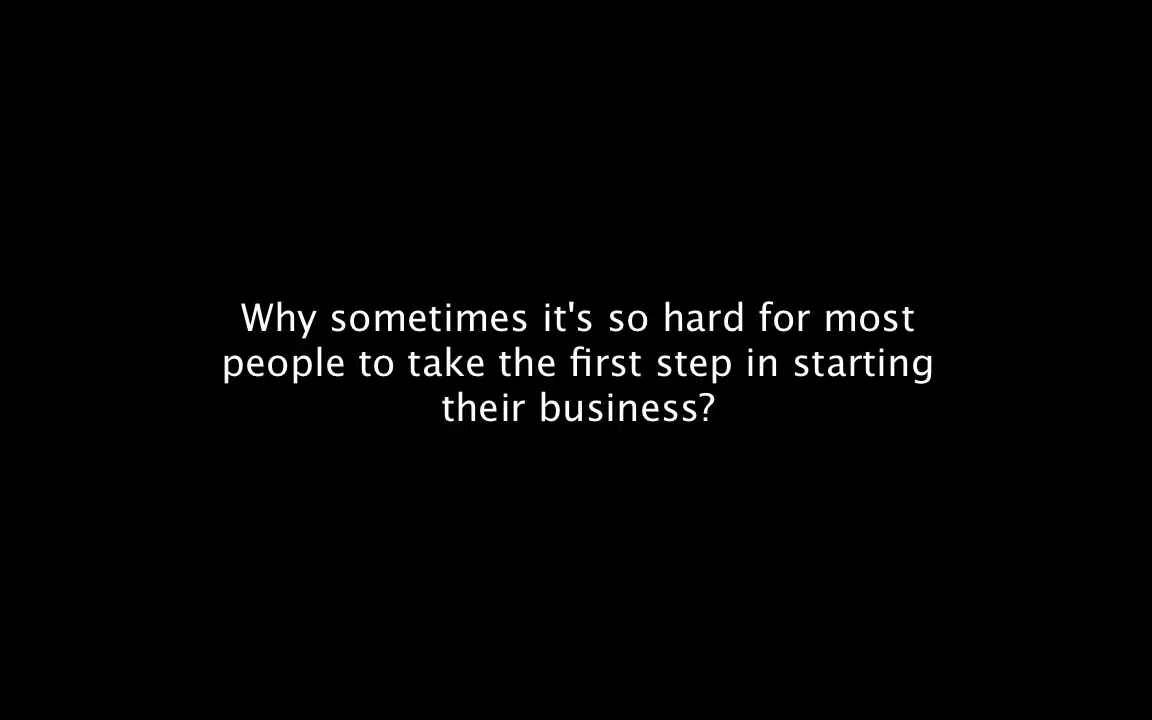 Why sometimes it's so hard for most
people to take the first step in starting
their business?